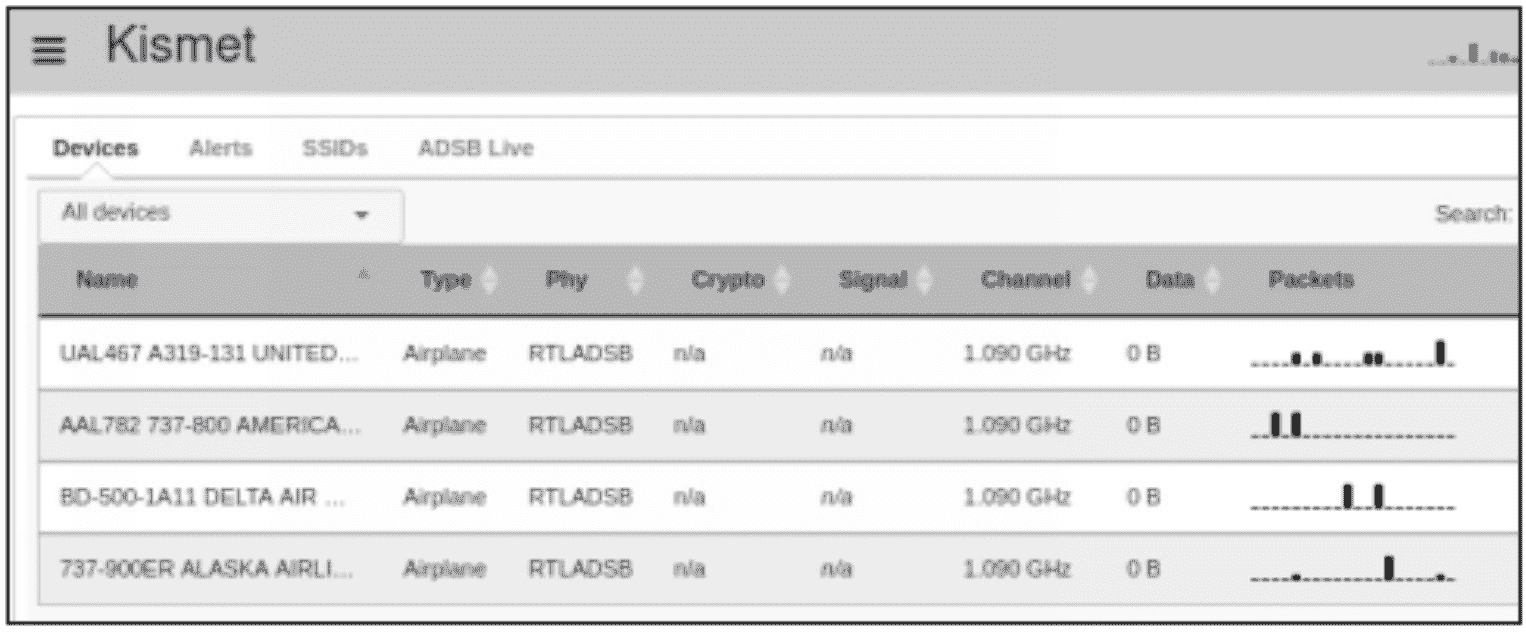 Kismet
Devices Alerts SSIDs ADSB Live
All devices Search:
Name Type Phy Crypto Signal Channel Data Packets
UAL467 A319-131 UNITED... Airplane RTLADSB n/a n/a 1.090 GHz 0 B
AAL782 737-800 AMERICA... Airplane RTLADSB n/a n/a 1.090 GHz 0 B
BD-500-1A11 DELTA AIR ... Airplane RTLADSB n/a n/a 1.090 GHz 0 B
737-900ER ALASKA AIRLI... Airplane RTLADSB n/a n/a 1.090 GHz 0 B